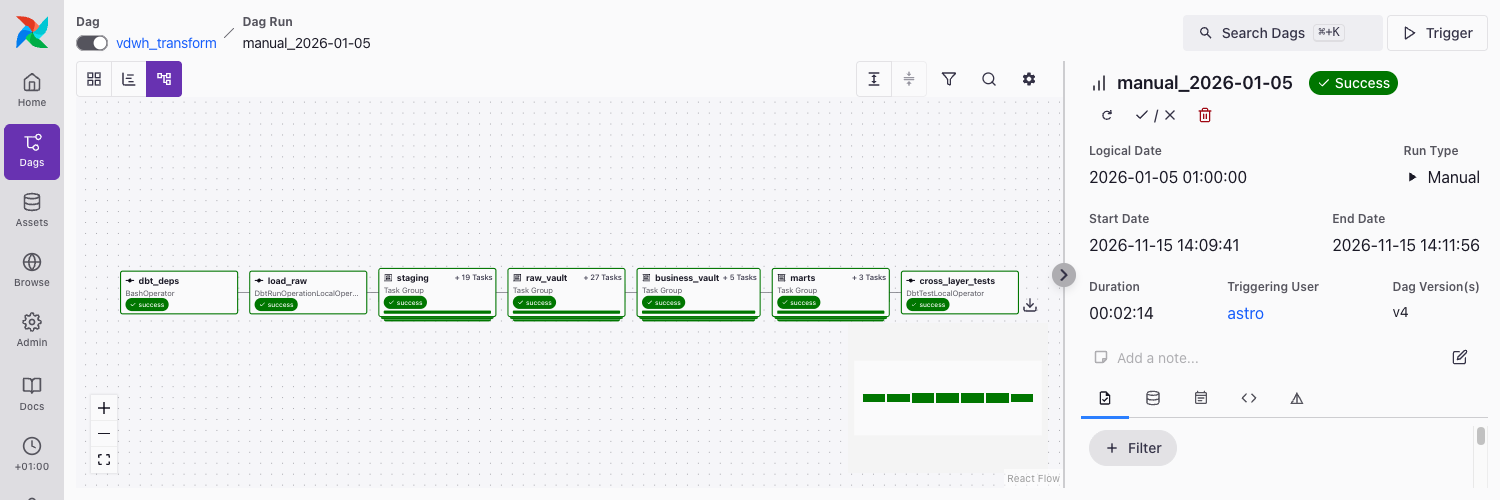 Dag
vdwh_transform
Dag Run
manual_2026-01-05
Search Dags
⌘+K
Trigger
Home
Dags
Assets
Browse
Admin
Docs
+01:00
dbt_deps
BashOperator
success
load_raw
DbtRunOperationLocalOper...
success
staging
+ 19 Tasks
Task Group
success
raw_vault
+ 27 Tasks
Task Group
success
business_vault
+ 5 Tasks
Task Group
success
marts
+ 3 Tasks
Task Group
success
cross_layer_tests
DbtTestLocalOperator
success
React Flow
manual_2026-01-05
Success
/
Logical Date
Run Type
2026-01-05 01:00:00
Manual
Start Date
End Date
2026-11-15 14:09:41
2026-11-15 14:11:56
Duration
Triggering User
Dag Version(s)
00:02:14
astro
v4
Add a note...
Filter